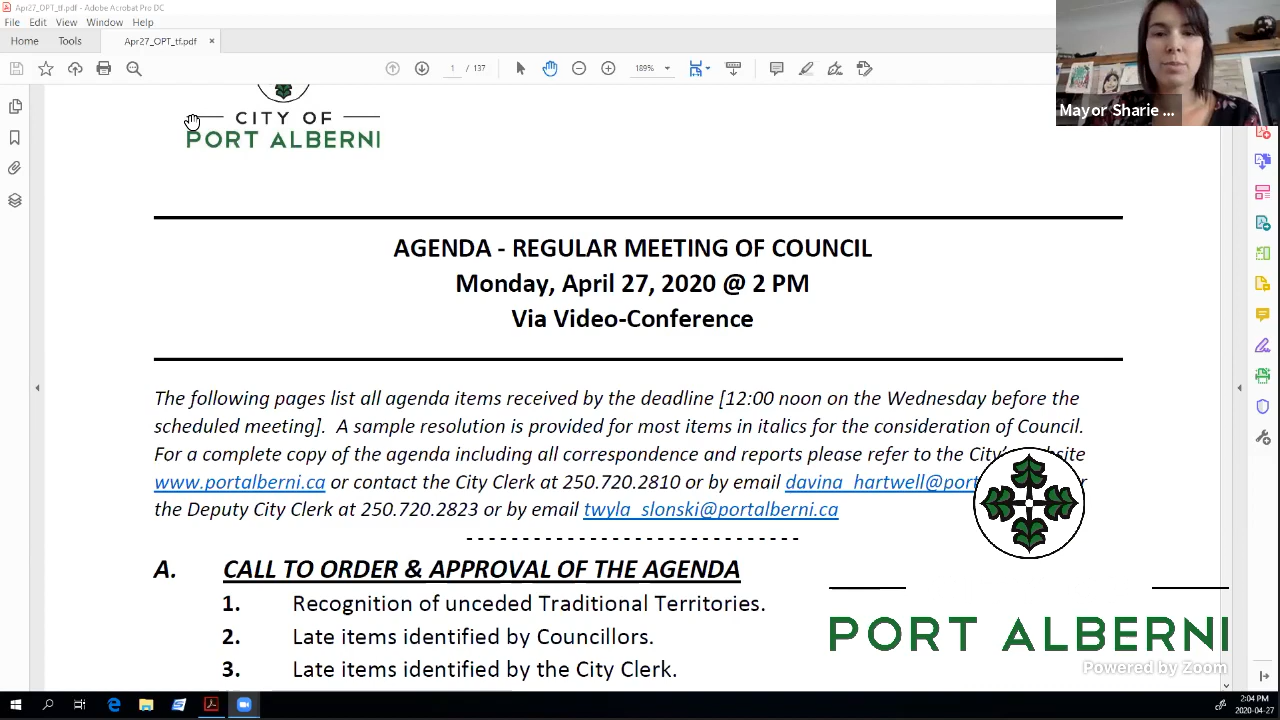 Apr27_OPT_tf.pdf - Adobe Acrobat Pro DC
File Edit View Window Help
Home Tools Apr27_OPT_tf.pdf ×
1 / 137 189%
Mayor Sharie ...
CITY OF
PORT ALBERNI
AGENDA - REGULAR MEETING OF COUNCIL
Monday, April 27, 2020 @ 2 PM
Via Video-Conference
The following pages list all agenda items received by the deadline [12:00 noon on the Wednesday before the
scheduled meeting]. A sample resolution is provided for most items in italics for the consideration of Council.
For a complete copy of the agenda including all correspondence and reports please refer to the City's
www.portalberni.ca or contact the City Clerk at 250.720.2810 or by email davina_hartwell@port
the Deputy City Clerk at 250.720.2823 or by email twyla_slonski@portalberni.ca
- - - - - - - - - - - - - - - - - - - - - - - - - - - - - -
A. CALL TO ORDER & APPROVAL OF THE AGENDA
1. Recognition of unceded Traditional Territories.
2. Late items identified by Councillors.
3. Late items identified by the City Clerk.
PORT ALBERNI
Powered by Zoom
2:04 PM
2020-04-27